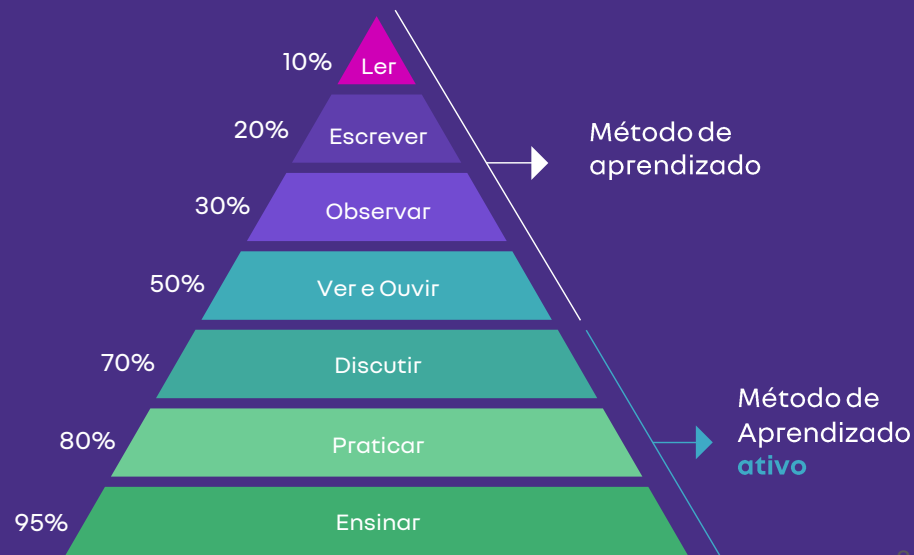 10% Ler
20% Escrever
Método de
aprendizado
30% Observar
50% Ver e Ouvir
70% Discutir
Método de
Aprendizado
ativo
80% Praticar
95% Ensinar